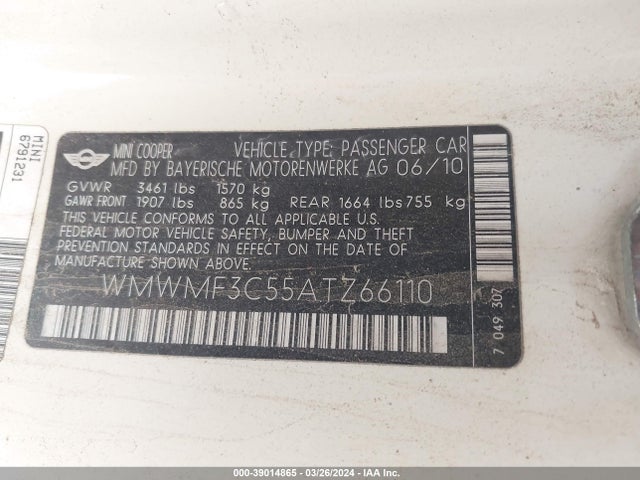 MINI
6791231
MINI COOPER VEHICLE TYPE: PASSENGER CAR
MFD BY BAYERISCHE MOTORENWERKE AG 06/10
GVWR 3461 lbs 1570 kg
GAWR FRONT 1907 lbs 865 kg REAR 1664 lbs 755 kg
THIS VEHICLE CONFORMS TO ALL APPLICABLE U.S.
FEDERAL MOTOR VEHICLE SAFETY, BUMPER AND THEFT
PREVENTION STANDARDS IN EFFECT ON THE DATE OF
MANUFACTURE SHOWN ABOVE.
WMWMF3C55ATZ66110
7 049 307
000-39014865 | 03/26/2024 | IAA Inc.